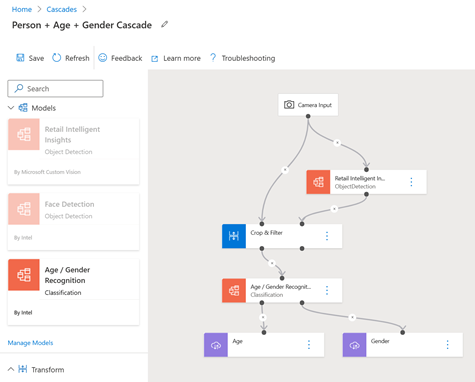 Home > Cascades >
Person + Age + Gender Cascade
Save Refresh Feedback Learn more ? Troubleshooting
Search
Models
Retail Intelligent
Insights
Object Detection
By Microsoft Custom Vision
Face Detection
Object Detection
By Intel
Age / Gender
Recognition
Classification
By Intel
Manage Models
Transform
Camera Input
Retail Intelligent In...
ObjectDetection
Crop & Filter
Age / Gender Recognit...
Classification
Age
Gender